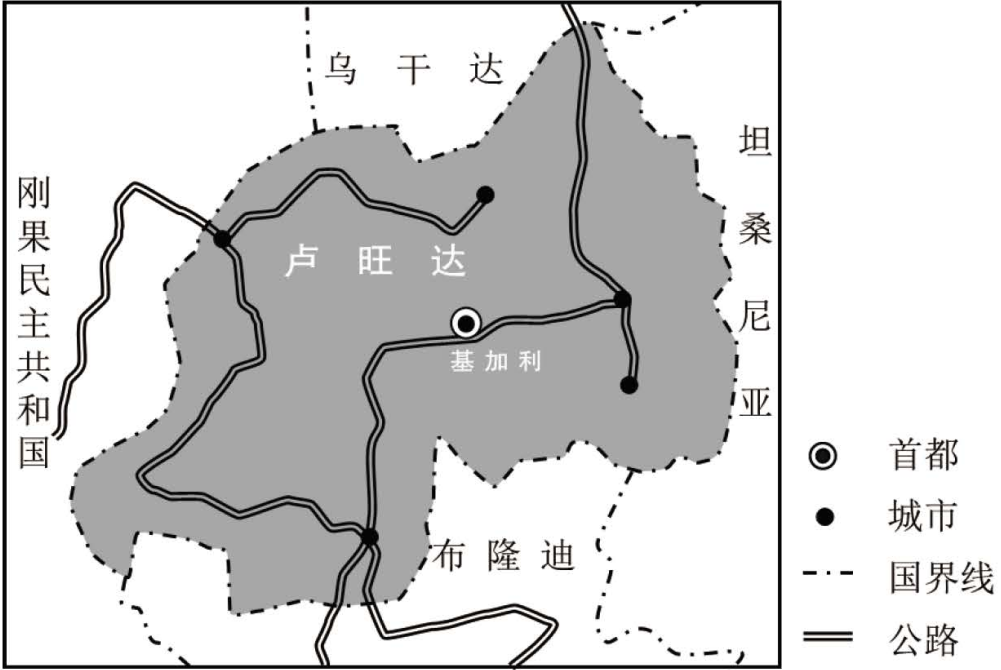 乌干达
坦桑尼亚
刚果民主共和国
卢旺达
基加利
布隆迪
首都
城市
国界线
公路